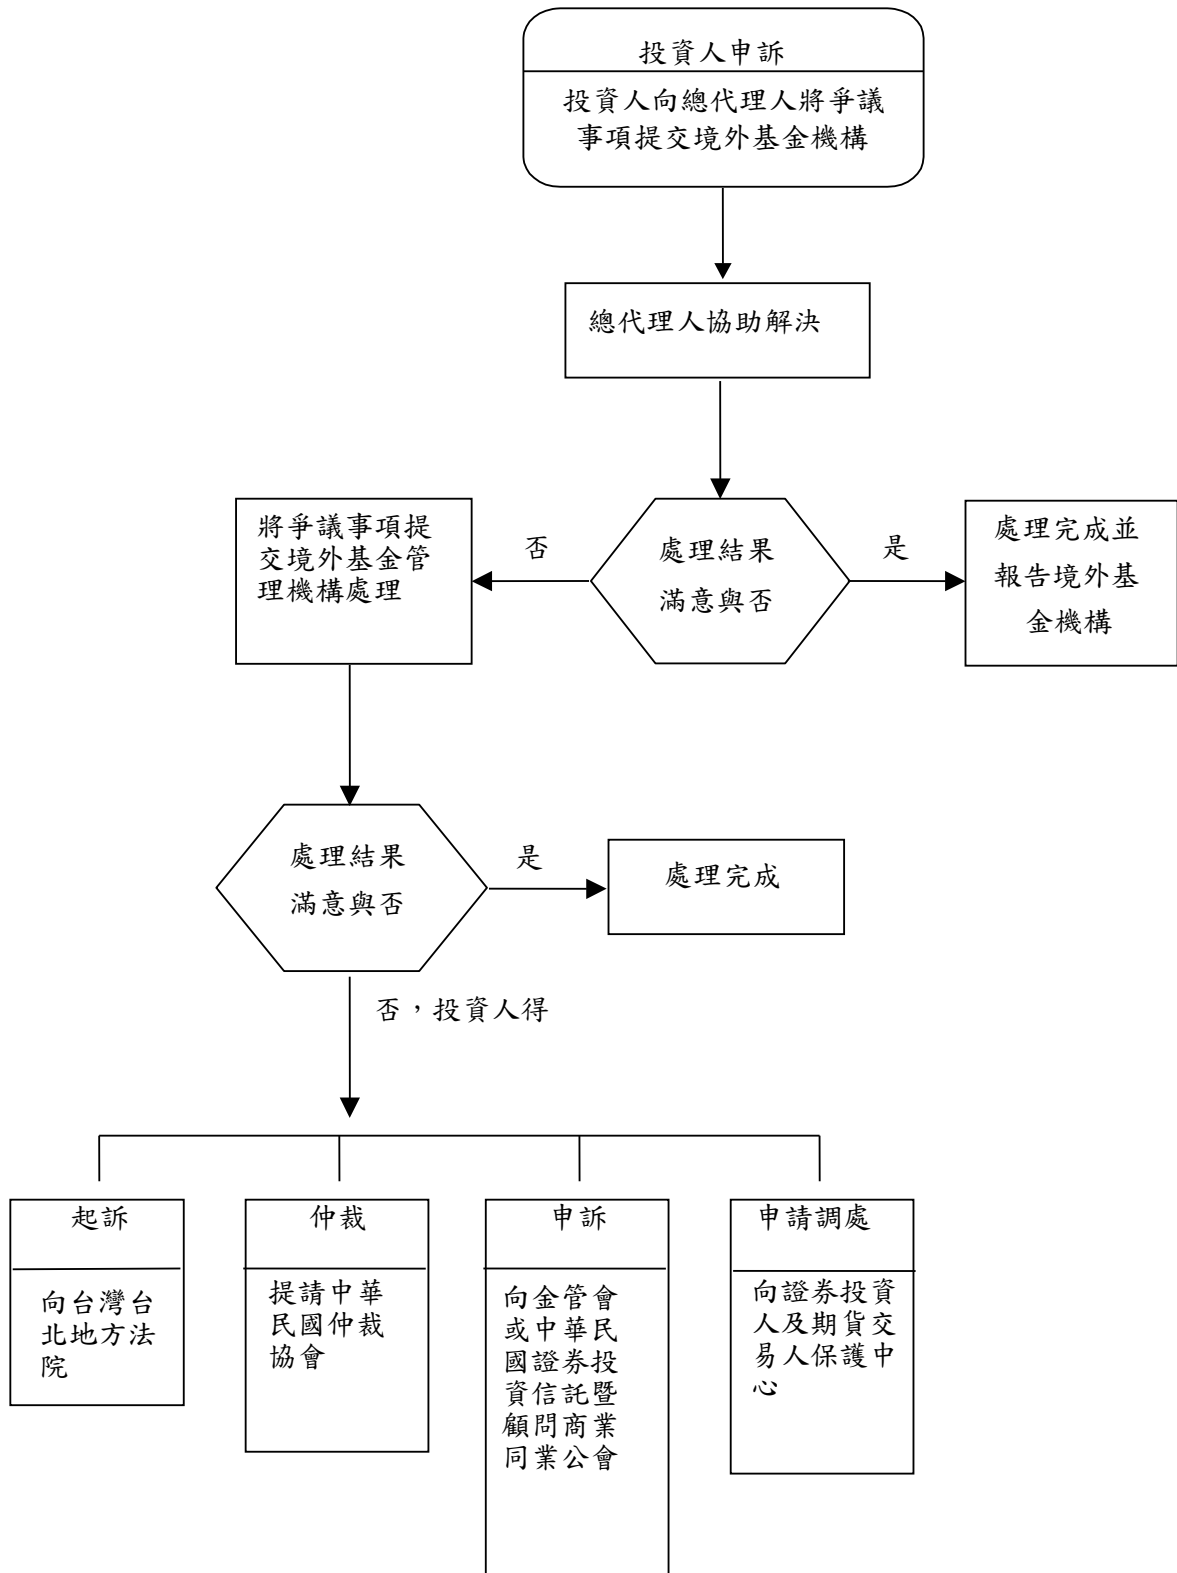 投資人申訴
投資人向總代理人將爭議
事項提交境外基金機構
總代理人協助解決
將爭議事項提
交境外基金管
理機構處理
否
處理結果
滿意與否
是
處理完成並
報告境外基
金機構
處理結果
滿意與否
是
處理完成
否，投資人得
起訴
向台灣台
北地方法
院
仲裁
提請中華
民國仲裁
協會
申訴
向金管會
或中華民
國證券投
資信託暨
顧問商業
同業公會
申請調處
向證券投資
人及期貨交
易人保護中
心